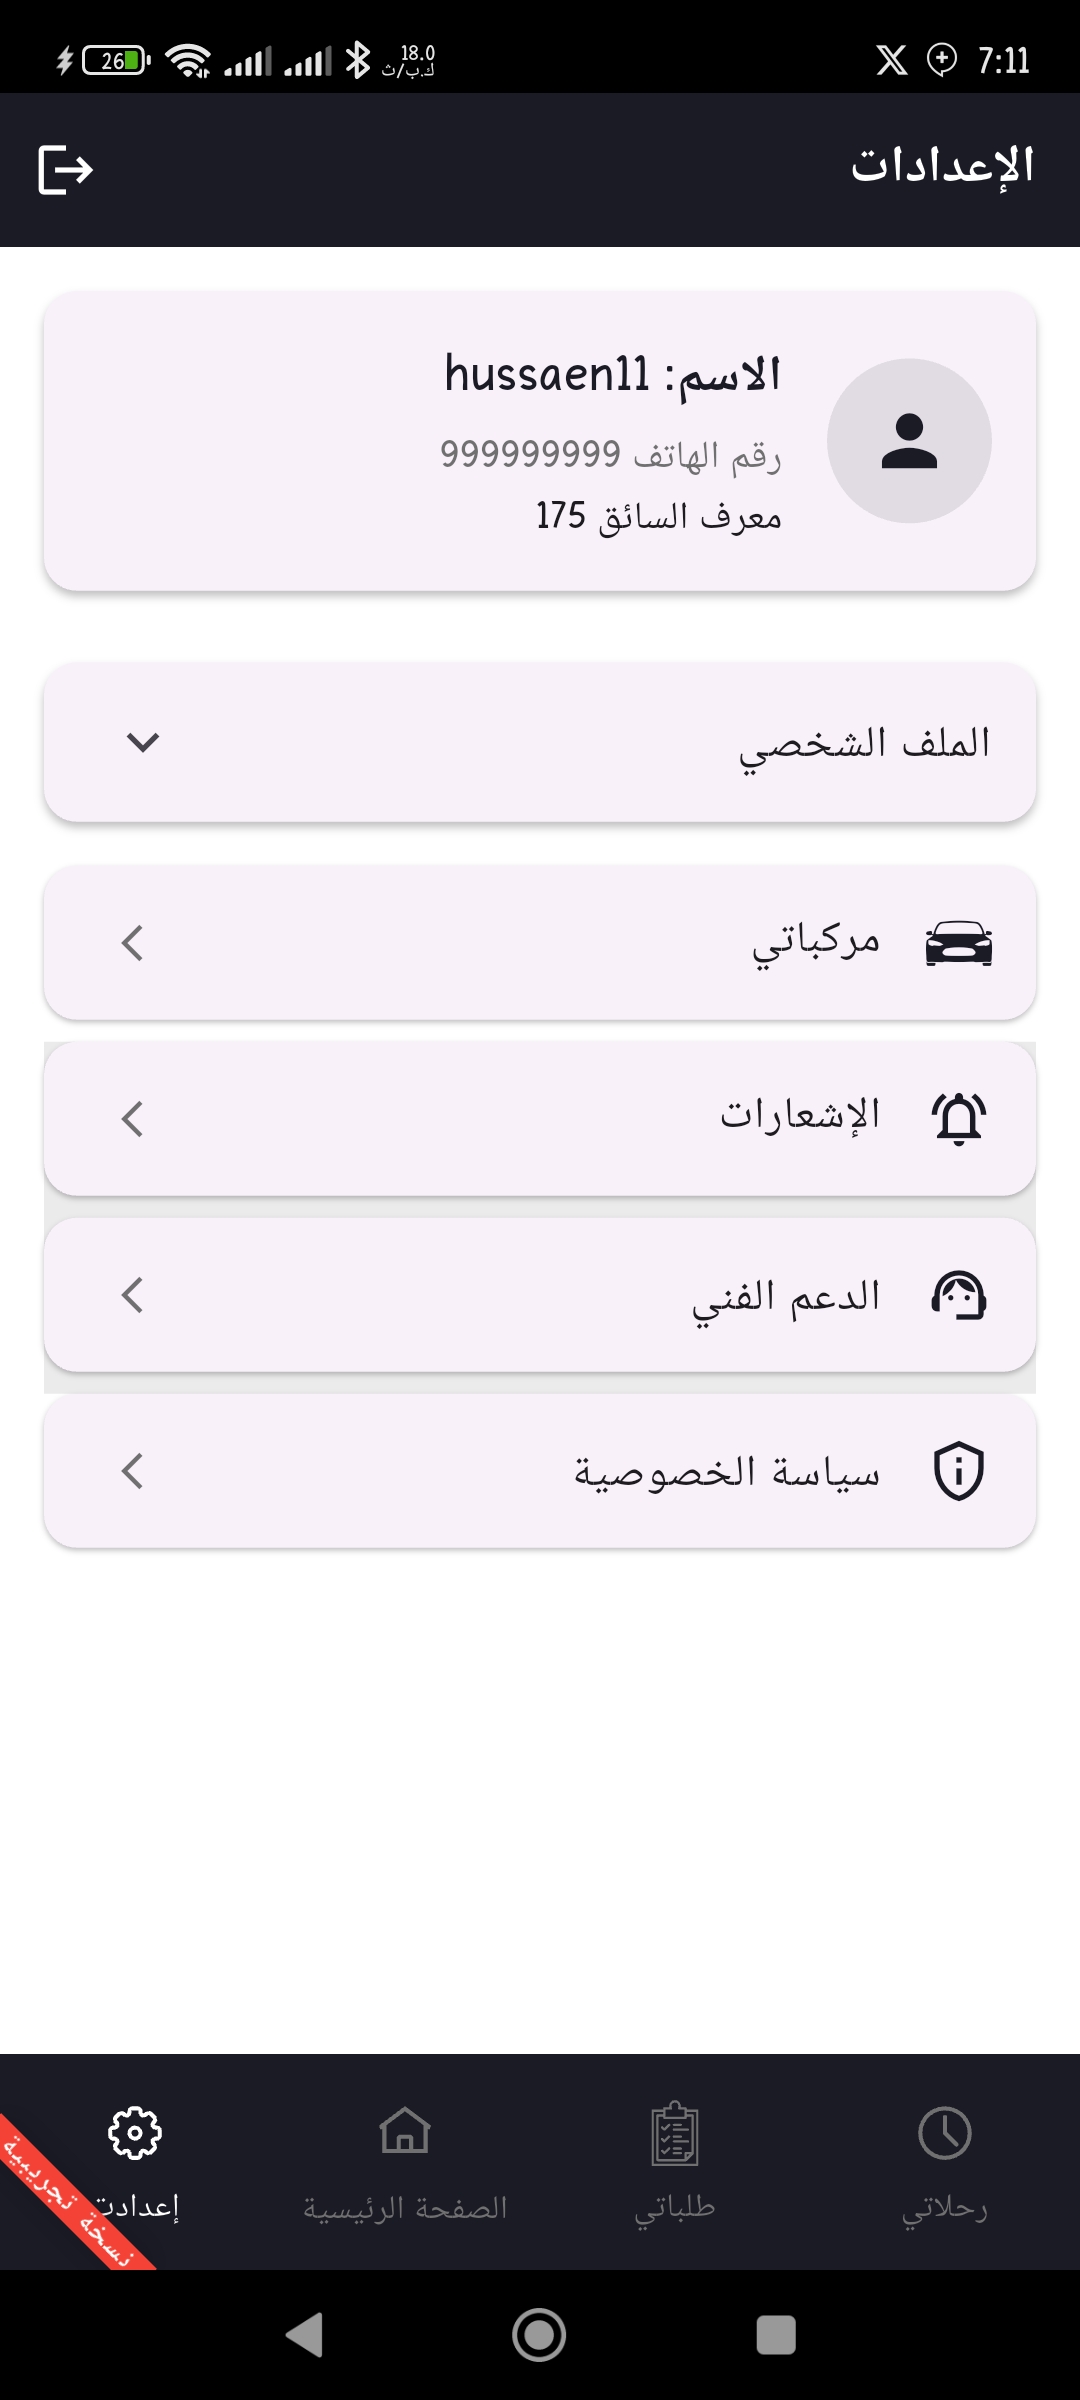 26
18.0
ك.ب/ث
7:11
الإعدادات
الاسم: hussaen11
رقم الهاتف 999999999
معرف السائق 175
الملف الشخصي
مركباتي
الإشعارات
الدعم الفني
سياسة الخصوصية
رحلاتي
طلباتي
الصفحة الرئيسية
إعدادت
نسخة تجريبية